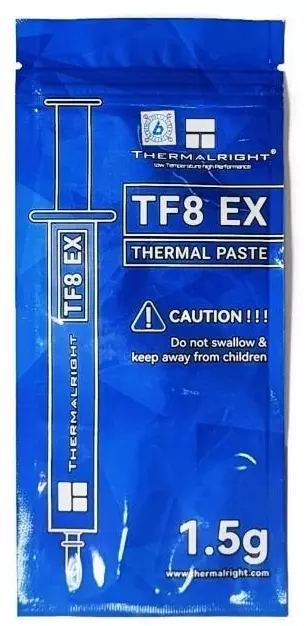 THERMALRIGHT®
Low Temperature High Performance
TF8 EX
THERMAL PASTE
CAUTION !!!
Do not swallow &
keep away from children
TF8 EX
THERMALRIGHT
1.5g
www.thermalright.com